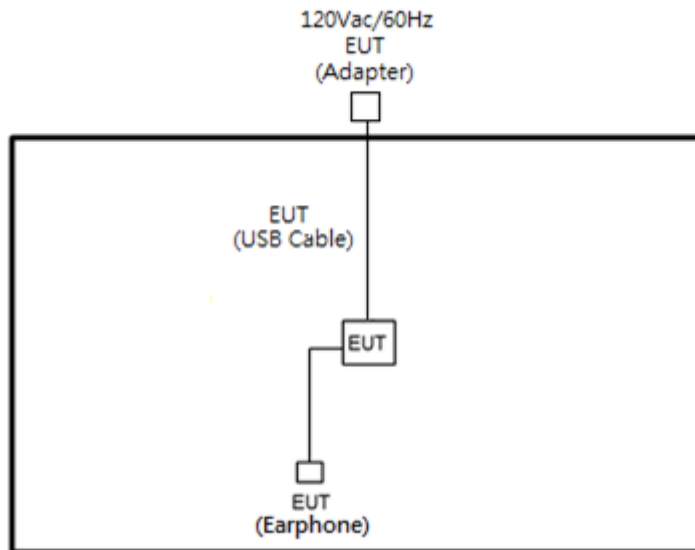 120Vac/60Hz
EUT
(Adapter)
EUT
(USB Cable)
EUT
EUT
(Earphone)